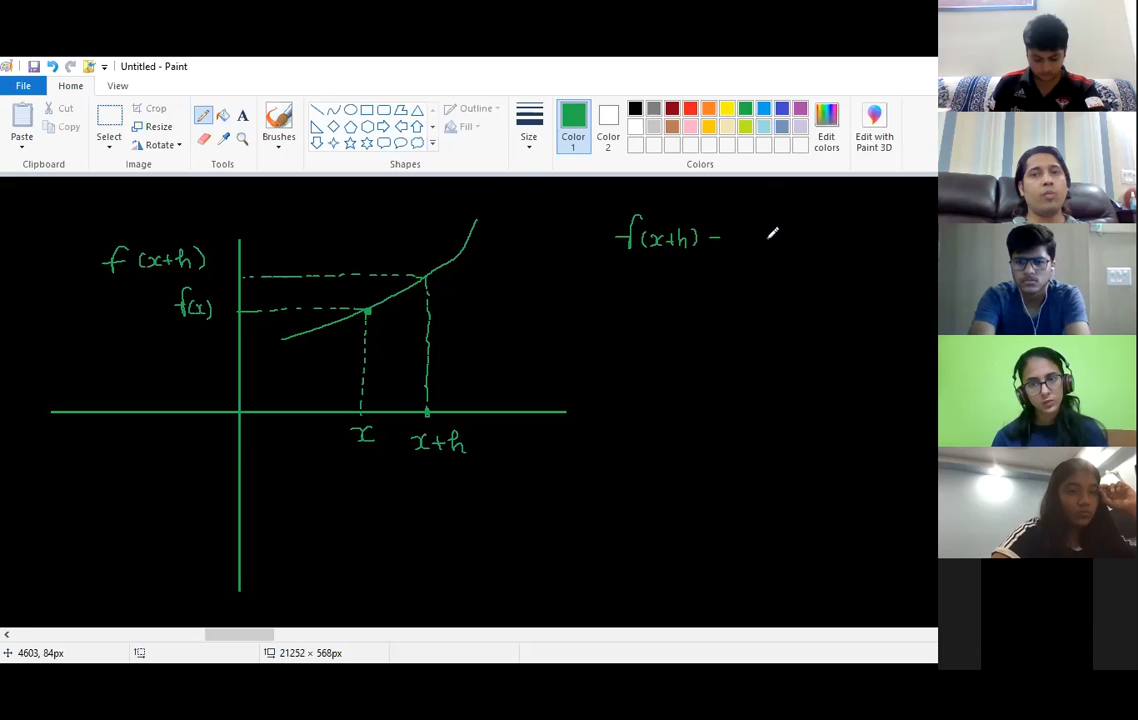 Untitled - Paint
File Home View
Paste
Cut
Copy
Clipboard
Select
Crop
Resize
Rotate
Image
Tools
Brushes
Shapes
Outline
Fill
Size
Color 1
Color 2
Edit colors
Colors
Edit with Paint 3D
f(x+h) -
f(x+h)
f(x)
x
x+h
4603, 84px
21252 × 568px